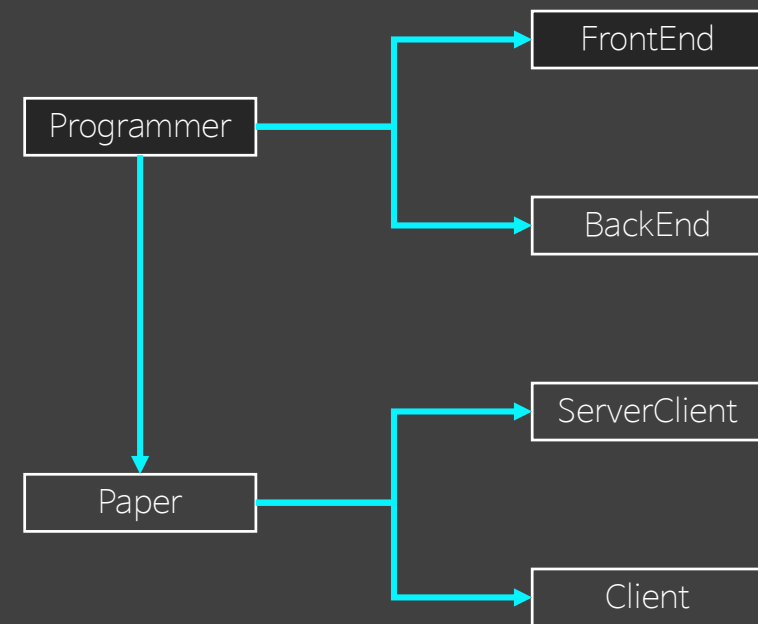 FrontEnd
Programmer
BackEnd
ServerClient
Paper
Client